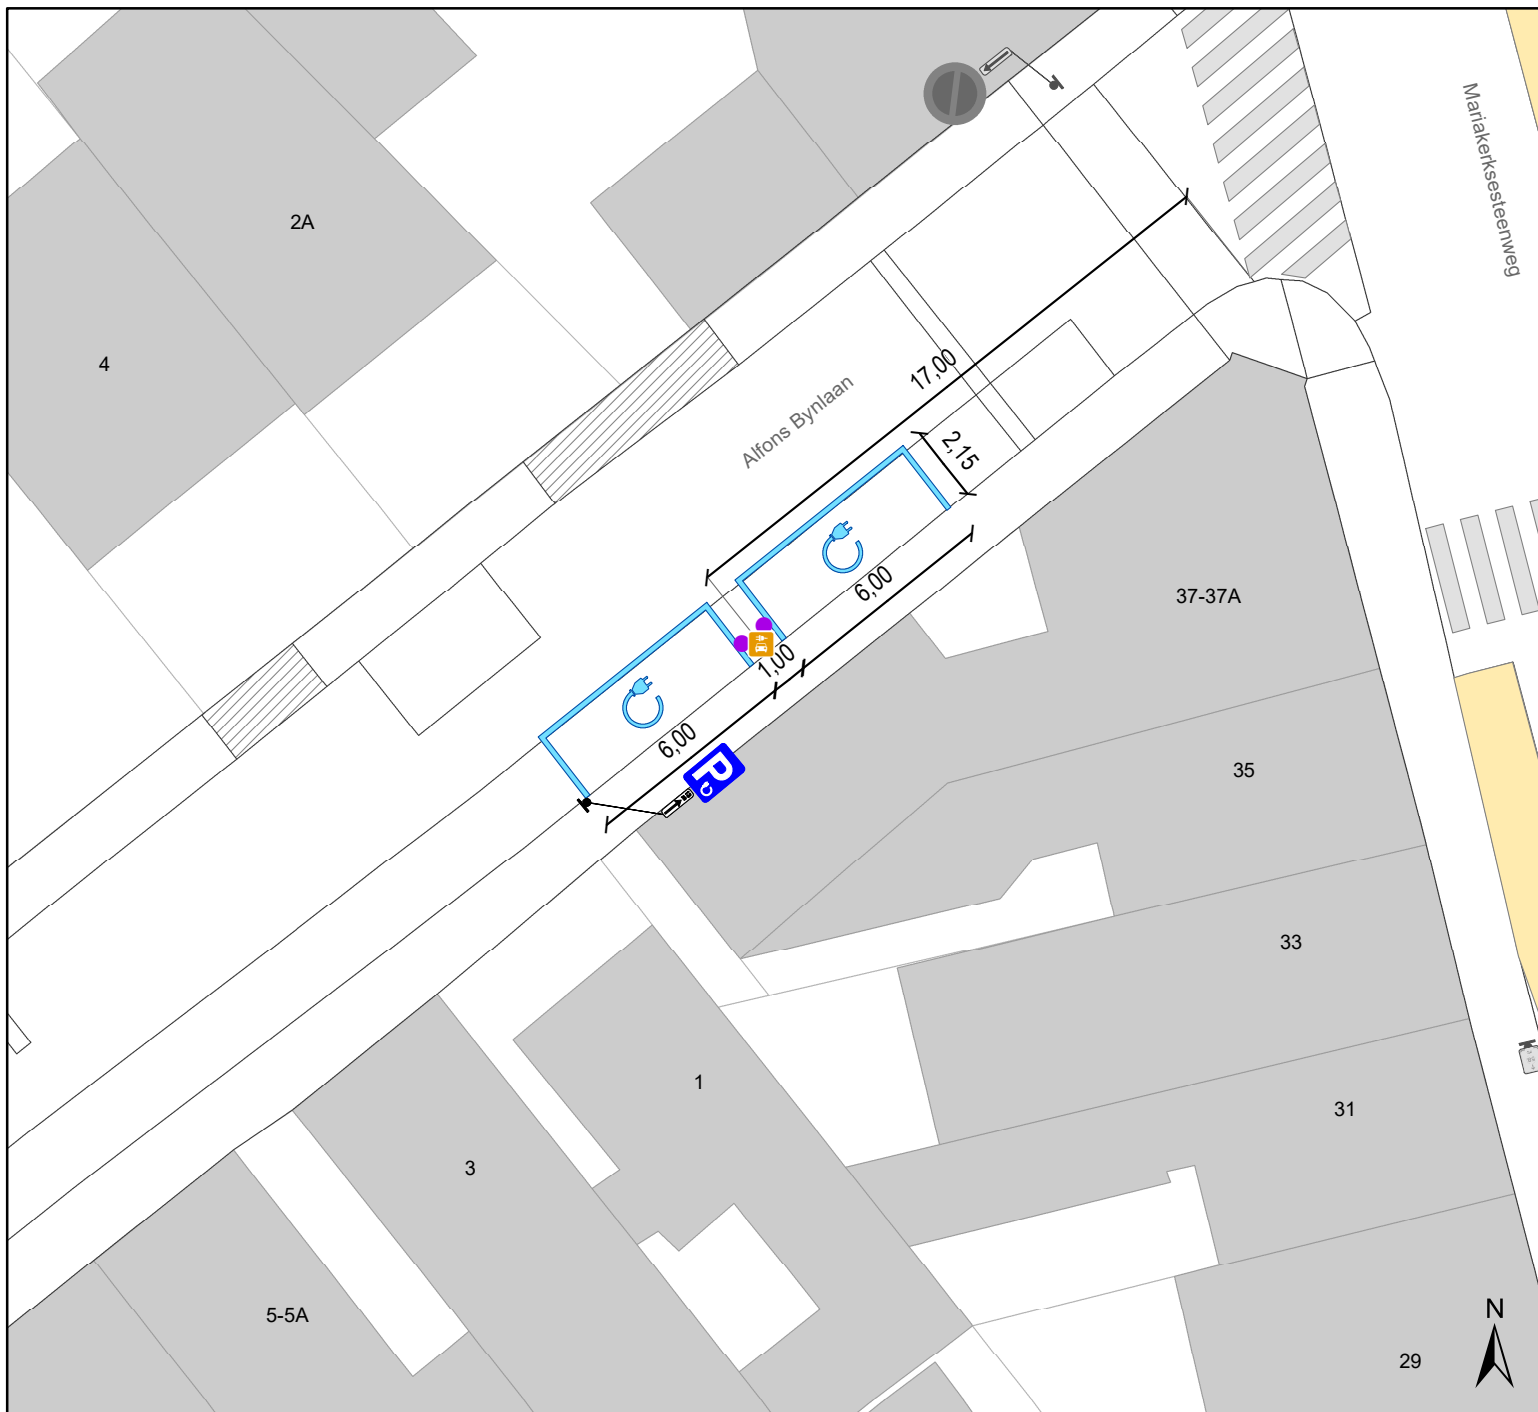 Mariakerksesteenweg
2A
4
17,00
Alfons Bynlaan
2,15
6,00
37-37A
1,00
6,00
P
35
33
1
31
3
5-5A
N
29